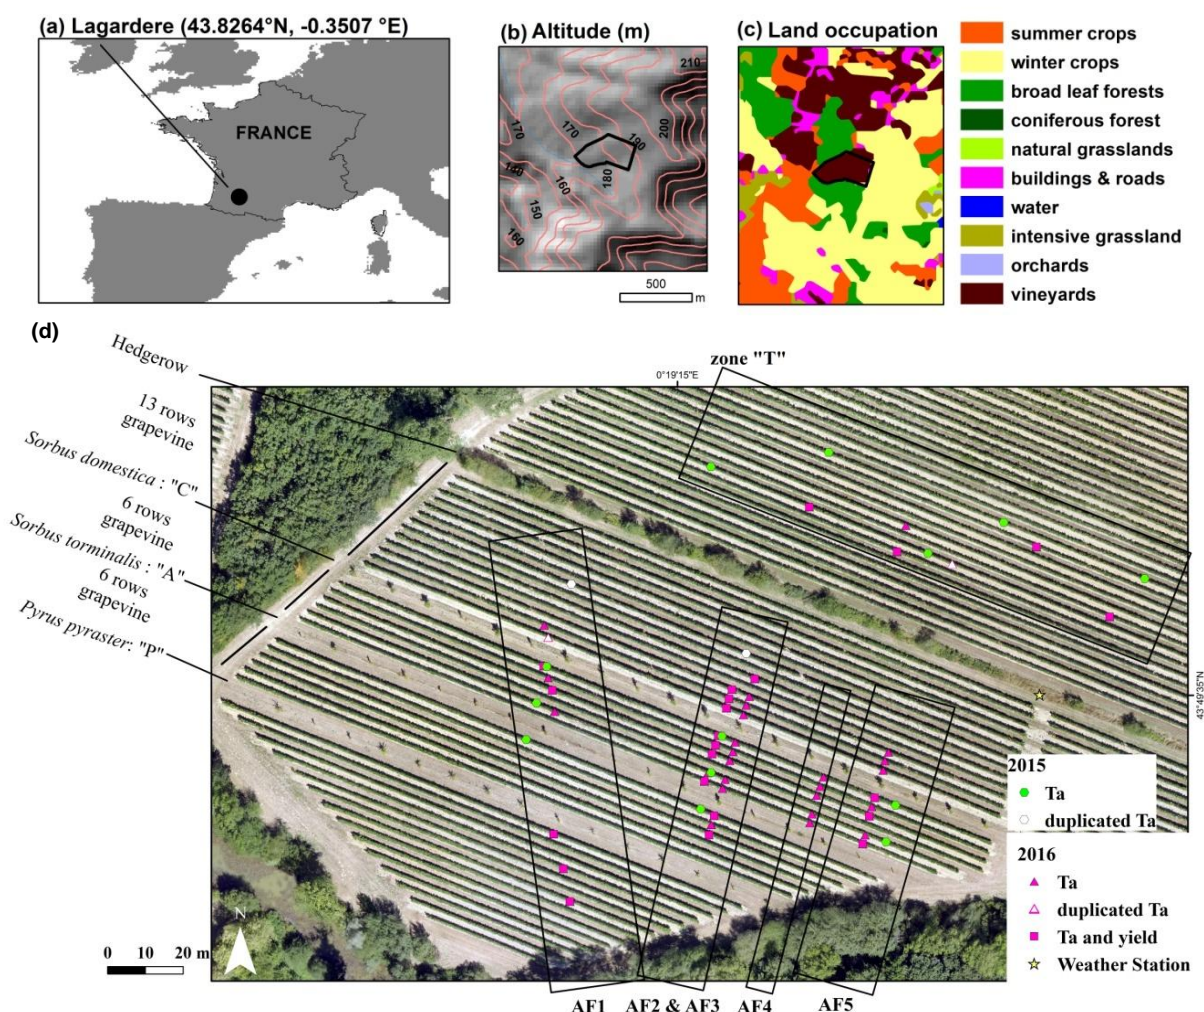 (a) Lagardere (43.8264°N, -0.3507 °E)
FRANCE
(b) Altitude (m)
210
200
190
170
170
180
180
160
150
160
500
m
(c) Land occupation
summer crops
winter crops
broad leaf forests
coniferous forest
natural grasslands
buildings & roads
water
intensive grassland
orchards
vineyards
(d)
Hedgerow
13 rows
grapevine
Sorbus domestica : "C"
6 rows
grapevine
Sorbus torminalis : "A"
6 rows
grapevine
Pyrus pyraster: "P"
zone "T"
0°19'15"E
43°49'35"N
2015
Ta
duplicated Ta
2016
Ta
duplicated Ta
Ta and yield
Weather Station
N
0 10 20 m
AF1 AF2 & AF3 AF4 AF5